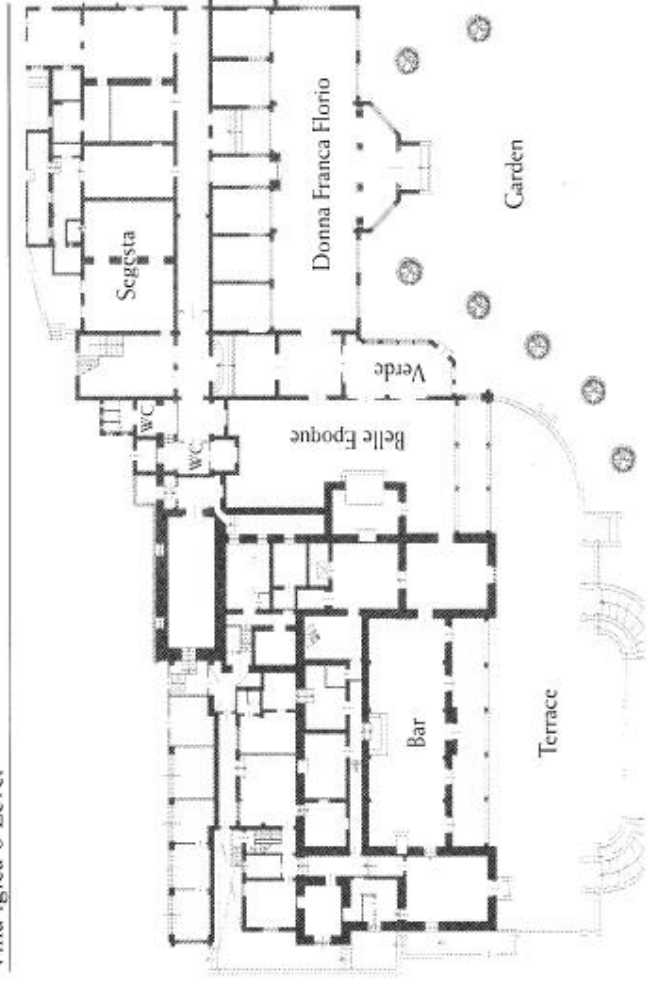 WC
WC
Segesta
Donna Franca Florio
Belle Epoque
Verde
Bar
Garden
Terrace